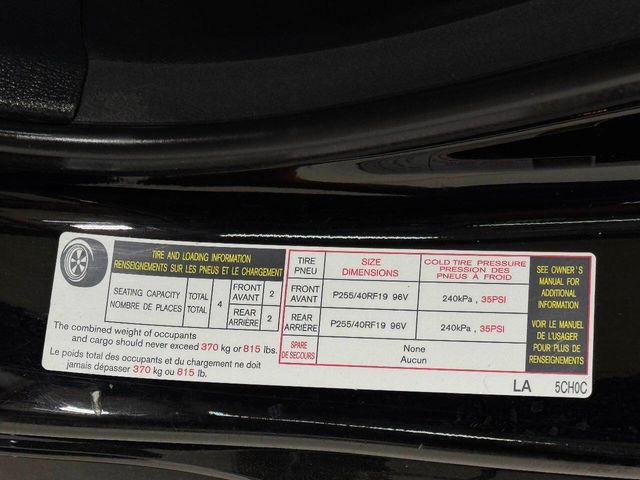 TIRE AND LOADING INFORMATION
RENSEIGNEMENTS SUR LES PNEUS ET LE CHARGEMENT
SEATING CAPACITY TOTAL 4 FRONT AVANT 2
NOMBRE DE PLACES TOTAL REAR ARRIÈRE 2
The combined weight of occupants
and cargo should never exceed 370 kg or 815 lbs.
Le poids total des occupants et du chargement ne doit
jamais dépasser 370 kg ou 815 lb.
TIRE PNEU SIZE DIMENSIONS COLD TIRE PRESSURE PRESSION DES PNEUS À FROID
FRONT AVANT P255/40RF19 96V 240kPa , 35PSI
REAR ARRIÈRE P255/40RF19 96V 240kPa , 35PSI
SPARE DE SECOURS None Aucun
SEE OWNER'S
MANUAL FOR
ADDITIONAL
INFORMATION
VOIR LE MANUEL
DE L'USAGER
POUR PLUS DE
RENSEIGNEMENTS
LA 5CH0C